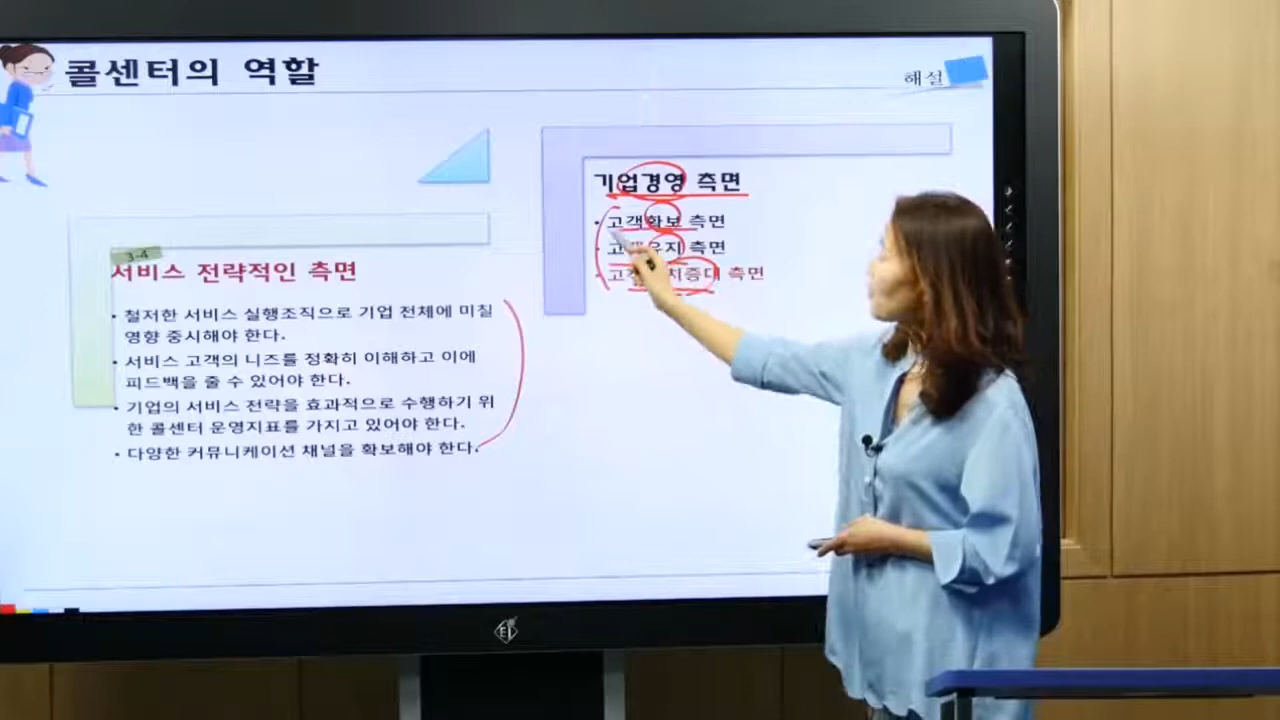 콜센터의 역할
해설
3-4
서비스 전략적인 측면
• 철저한 서비스 실행조직으로 기업 전체에 미칠
영향 중시해야 한다.
• 서비스 고객의 니즈를 정확히 이해하고 이에
피드백을 줄 수 있어야 한다.
• 기업의 서비스 전략을 효과적으로 수행하기 위
한 콜센터 운영지표를 가지고 있어야 한다.
• 다양한 커뮤니케이션 채널을 확보해야 한다.
기업경영 측면
• 고객확보 측면
측면
증대 측면